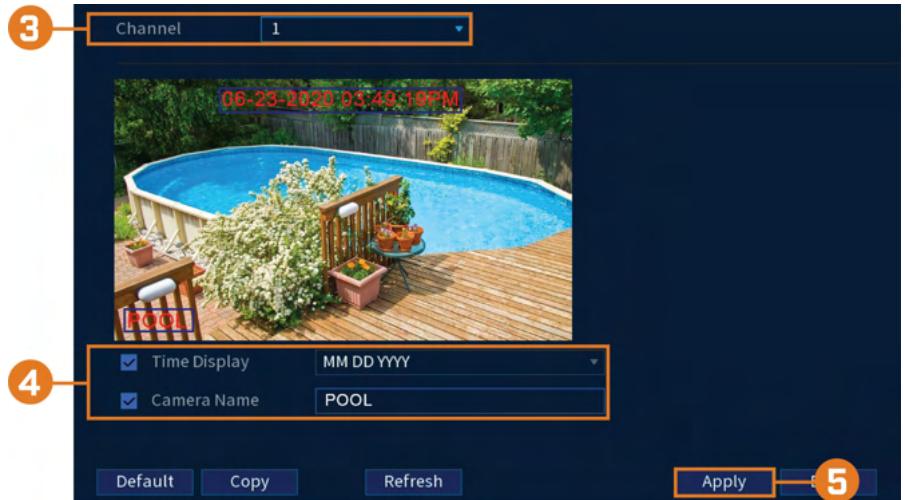 3 Channel 1
06-23-2020 03:49:19PM
POOL
4
Time Display MM DD YYYY
Camera Name POOL
Default Copy Refresh Apply 5